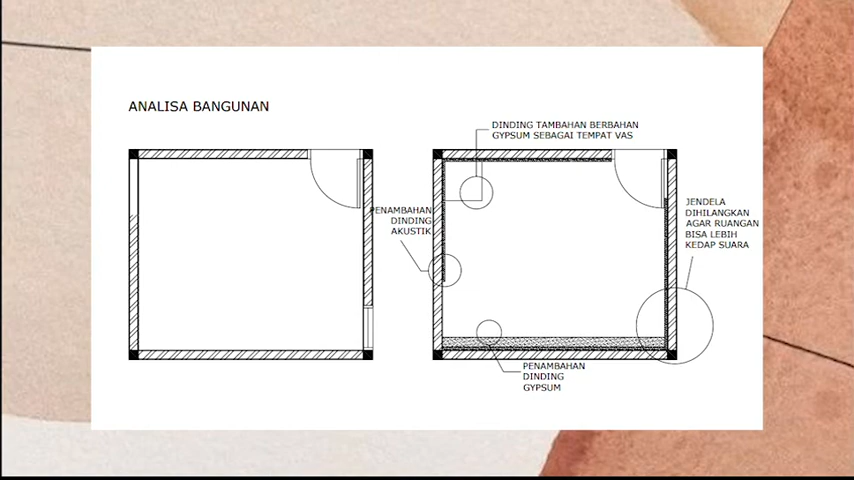 ANALISA BANGUNAN
DINDING TAMBAHAN BERBAHAN
GYPSUM SEBAGAI TEMPAT VAS
PENAMBAHAN
DINDING
AKUSTIK
JENDELA
DIHILANGKAN
AGAR RUANGAN
BISA LEBIH
KEDAP SUARA
PENAMBAHAN
DINDING
GYPSUM